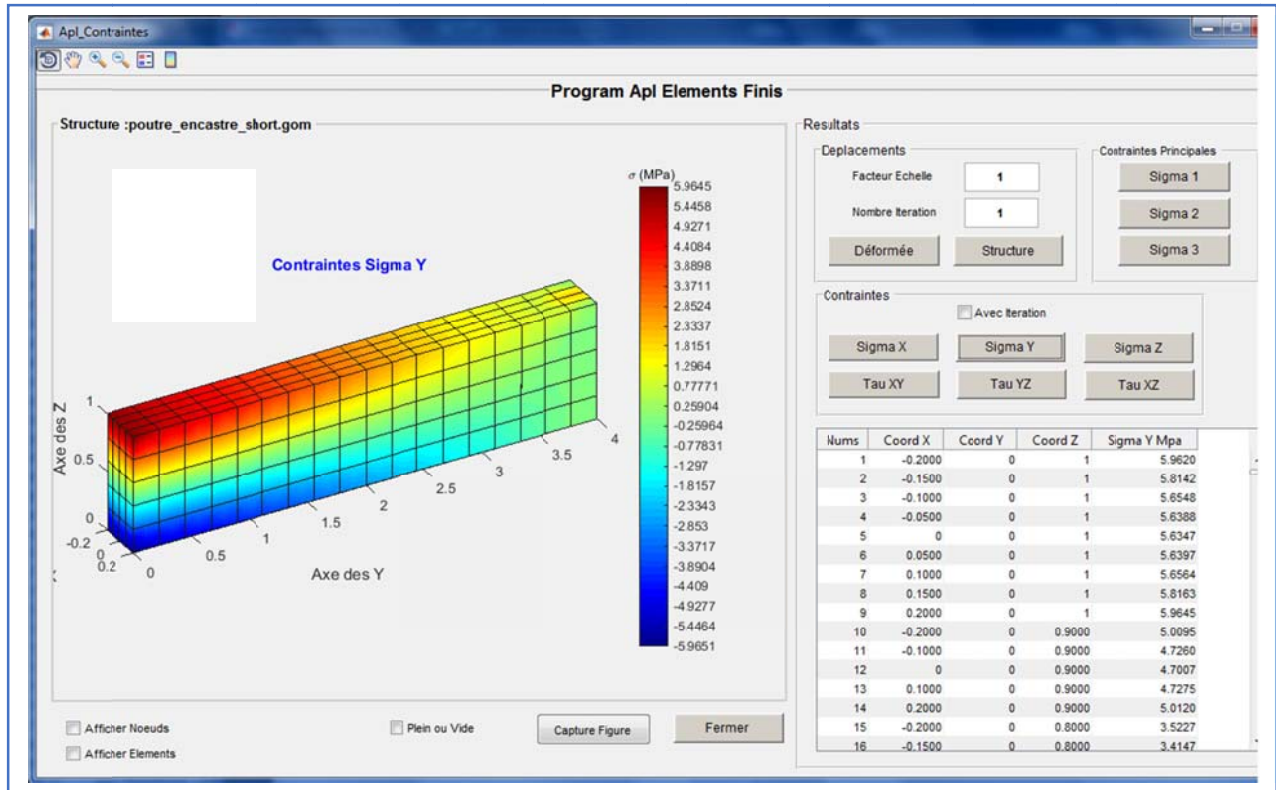 Apl_Contraintes
Program Apl Elements Finis
Structure :poutre_encastre_short.gom
σ (MPa)
5.9645
5.4458
4.9271
4.4084
3.8898
3.3711
2.8524
2.3337
1.8151
1.2964
0.77771
0.25904
-0.25964
-0.77831
-1.297
-1.8157
-2.3343
-2.853
-3.3717
-3.8904
-4.409
-4.9277
-5.4464
-5.9651
Contraintes Sigma Y
Axe des Z
1
0.5
0
-0.2
0
0.2
0
0.5
1
1.5
2
2.5
3
3.5
4
Axe des Y
Afficher Noeuds
Plein ou Vide
Capture Figure
Fermer
Afficher Elements
Resultats
Deplacements
Facteur Echelle 1
Nombre Iteration 1
Déformée Structure
Contraintes Principales
Sigma 1
Sigma 2
Sigma 3
Contraintes
Avec Iteration
Sigma X Sigma Y Sigma Z
Tau XY Tau YZ Tau XZ
Nums Coord X Coord Y Coord Z Sigma Y Mpa
1 -0.2000 0 1 5.9620
2 -0.1500 0 1 5.8142
3 -0.1000 0 1 5.6548
4 -0.0500 0 1 5.6388
5 0 0 1 5.6347
6 0.0500 0 1 5.6397
7 0.1000 0 1 5.6564
8 0.1500 0 1 5.8163
9 0.2000 0 1 5.9645
10 -0.2000 0 0.9000 5.0095
11 -0.1000 0 0.9000 4.7260
12 0 0 0.9000 4.7007
13 0.1000 0 0.9000 4.7275
14 0.2000 0 0.9000 5.0120
15 -0.2000 0 0.8000 3.5227
16 -0.1500 0 0.8000 3.4147